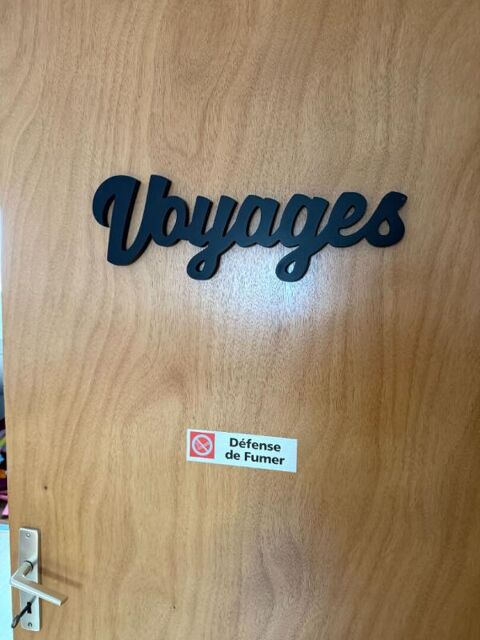 Voyages
Défense
de Fumer